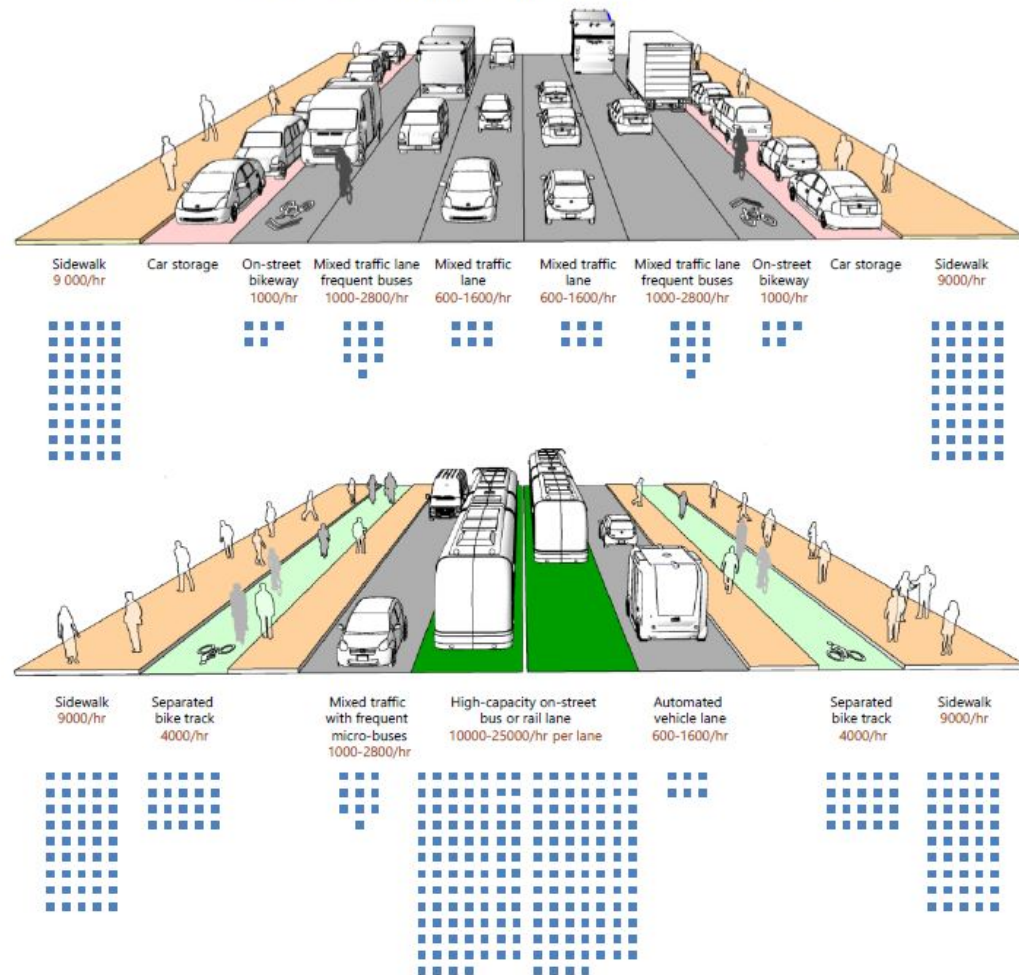 Sidewalk
9 000/hr
Car storage
On-street
bikeway
1000/hr
Mixed traffic lane
frequent buses
1000-2800/hr
Mixed traffic
lane
600-1600/hr
Mixed traffic
lane
600-1600/hr
Mixed traffic lane
frequent buses
1000-2800/hr
On-street
bikeway
1000/hr
Car storage
Sidewalk
9000/hr
Sidewalk
9000/hr
Separated
bike track
4000/hr
Mixed traffic
with frequent
micro-buses
1000-2800/hr
High-capacity on-street
bus or rail lane
10000-25000/hr per lane
Automated
vehicle lane
600-1600/hr
Separated
bike track
4000/hr
Sidewalk
9000/hr